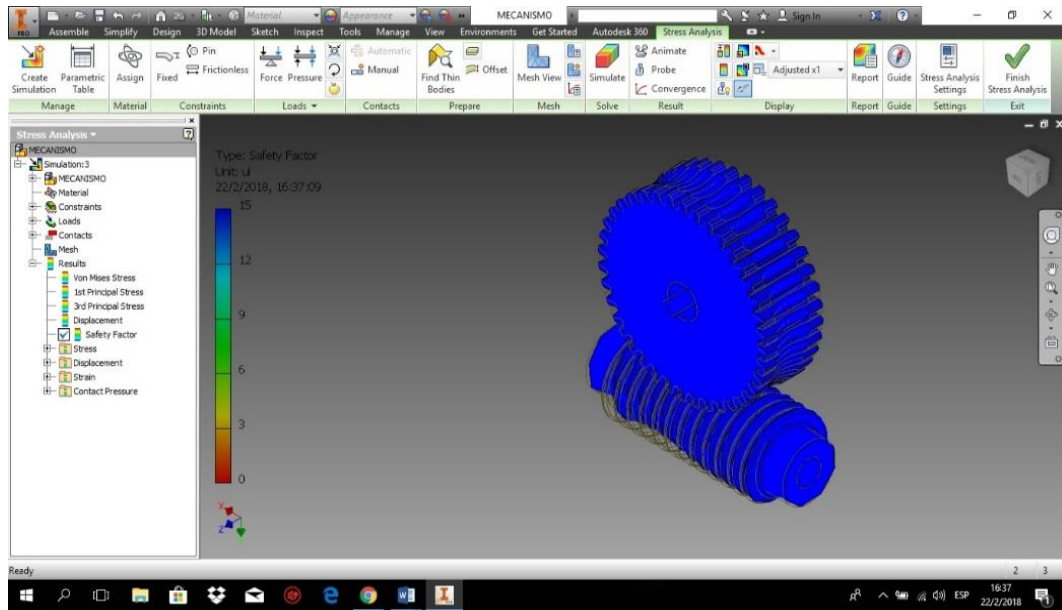 Material
Appearance
MECANISMO
Sign In
PRO
Assemble Simplify Design 3D Model Sketch Inspect Tools Manage View Environments Get Started Autodesk 360 Stress Analysis
Create Simulation
Parametric Table
Assign
Fixed
Pin
Frictionless
Force
Pressure
Automatic
Manual
Find Thin Bodies
Offset
Mesh View
Simulate
Animate
Probe
Convergence
Adjusted x1
Report
Guide
Stress Analysis Settings
Finish Stress Analysis
Manage Material Constraints Loads Contacts Prepare Mesh Solve Result Display Report Guide Settings Exit
Stress Analysis
MECANISMO
Simulation:3
MECANISMO
Material
Constraints
Loads
Contacts
Mesh
Results
Von Mises Stress
1st Principal Stress
3rd Principal Stress
Displacement
Safety Factor
Stress
Displacement
Strain
Contact Pressure
Type: Safety Factor
Unit: ul
22/2/2018, 16:37:09
15
12
9
6
3
0
X
Z
Ready
2 3
ESP
16:37
22/2/2018